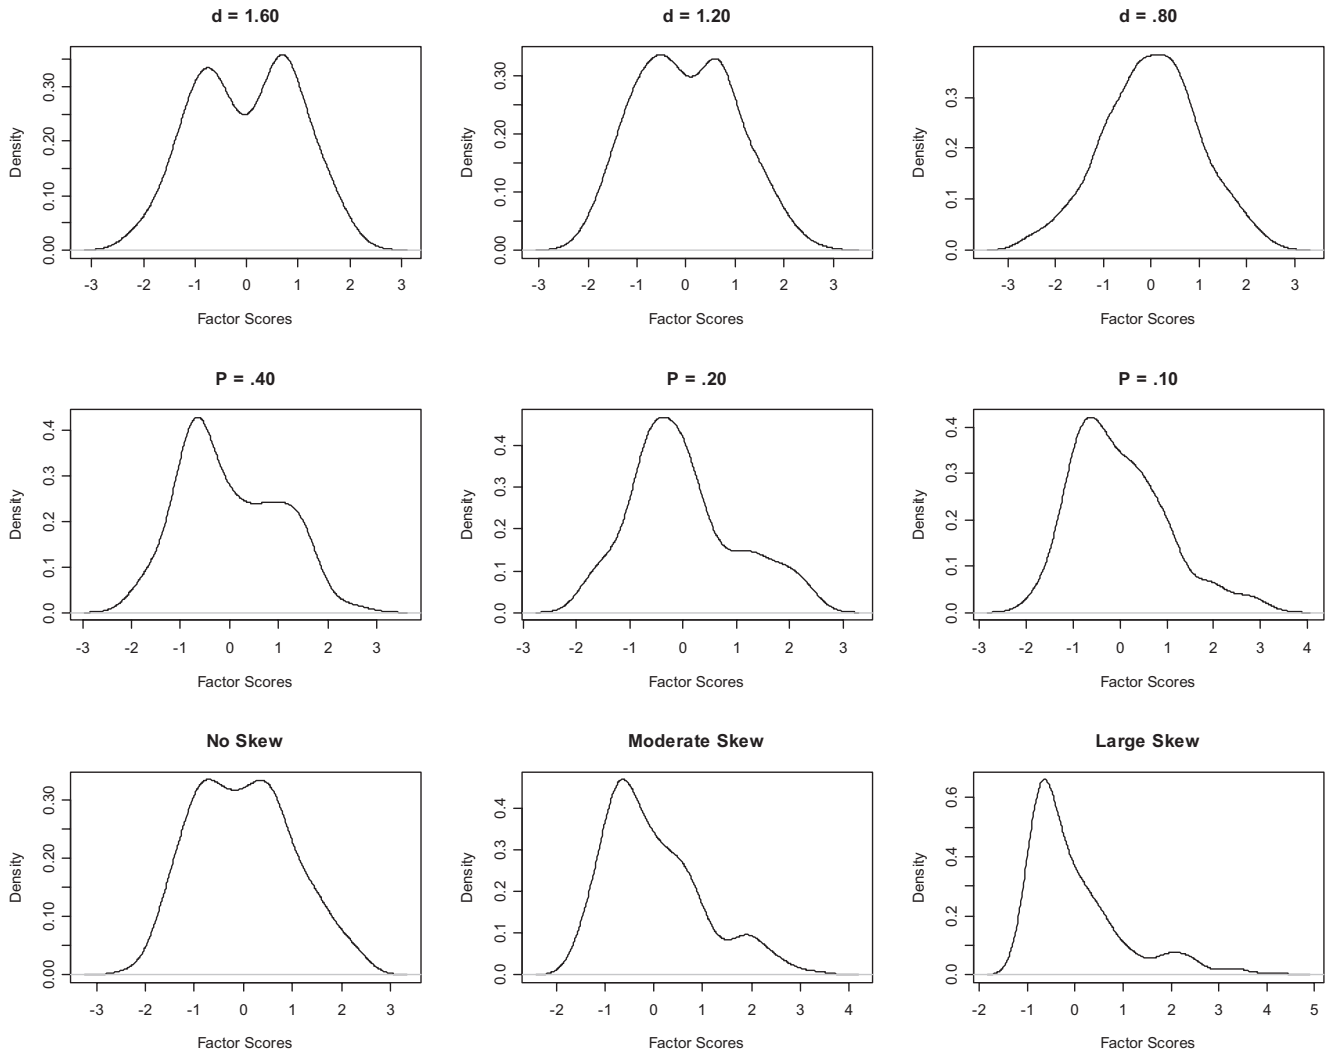 d = 1.60
d = 1.20
d = .80
Density
0.00 0.10 0.20 0.30
-3 -2 -1 0 1 2 3
Factor Scores
Density
0.00 0.10 0.20 0.30
-3 -2 -1 0 1 2 3
Factor Scores
Density
0.0 0.1 0.2 0.3
-3 -2 -1 0 1 2 3
Factor Scores
P = .40
P = .20
P = .10
Density
0.0 0.1 0.2 0.3 0.4
-3 -2 -1 0 1 2 3
Factor Scores
Density
0.0 0.1 0.2 0.3 0.4
-3 -2 -1 0 1 2 3
Factor Scores
Density
0.0 0.1 0.2 0.3 0.4
-3 -2 -1 0 1 2 3 4
Factor Scores
No Skew
Moderate Skew
Large Skew
Density
0.00 0.10 0.20 0.30
-3 -2 -1 0 1 2 3
Factor Scores
Density
0.0 0.1 0.2 0.3 0.4
-2 -1 0 1 2 3 4
Factor Scores
Density
0.0 0.2 0.4 0.6
-2 -1 0 1 2 3 4 5
Factor Scores